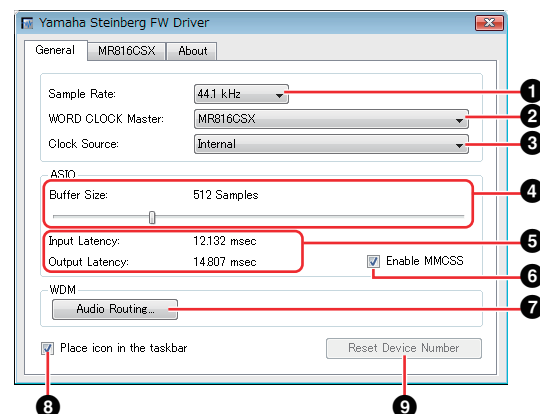 Yamaha Steinberg FW Driver
General MR816CSX About
Sample Rate: 44.1 kHz 1
WORD CLOCK Master: MR816CSX 2
Clock Source: Internal 3
ASIO
Buffer Size: 512 Samples 4
Input Latency: 12.132 msec 5
Output Latency: 14.807 msec Enable MMCSS
6
WDM
Audio Routing... 7
Place icon in the taskbar Reset Device Number
8 9